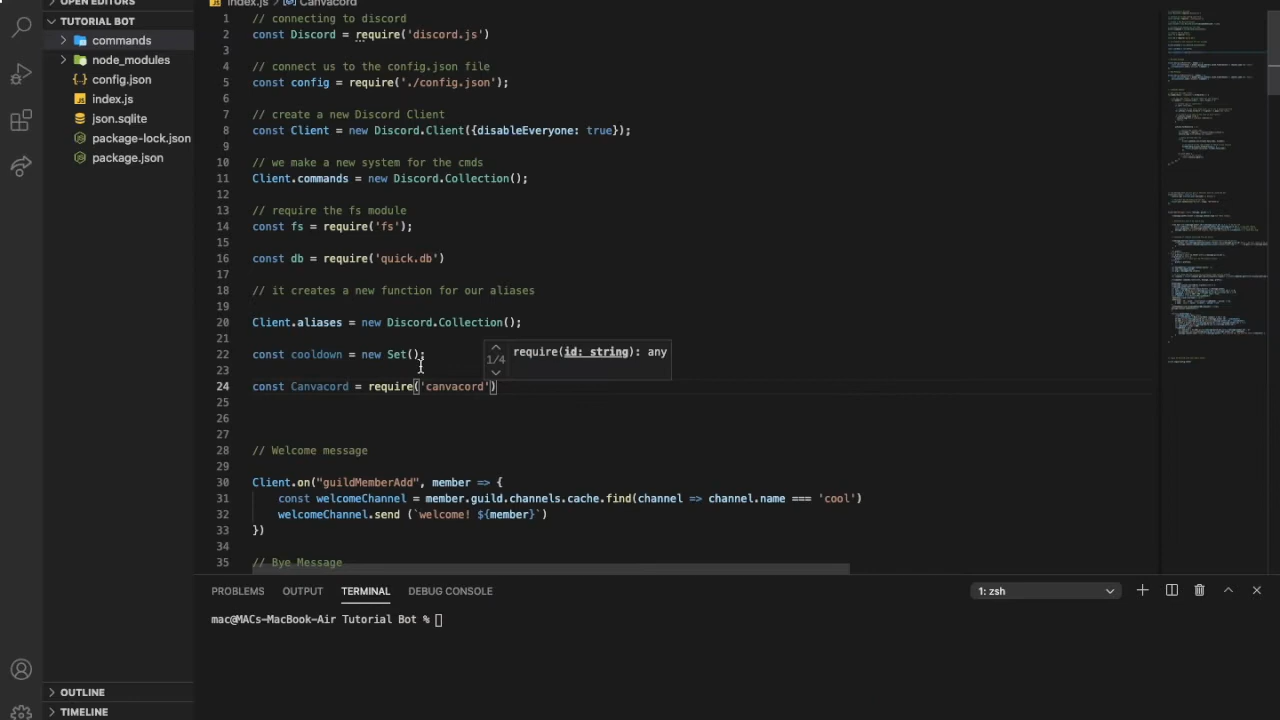 OPEN EDITORS
TUTORIAL BOT
commands
node_modules
config.json
index.js
json.sqlite
package-lock.json
package.json
OUTLINE
TIMELINE
index.js > Canvacord
1 // connecting to discord
2 const Discord = require('discord.js')
3
4 // connect us to the config.json file
5 const config = require('./config.json');
6
7 // create a new Discord Client
8 const Client = new Discord.Client({disableEveryone: true});
9
10 // we make a new system for the cmds
11 Client.commands = new Discord.Collection();
12
13 // require the fs module
14 const fs = require('fs');
15
16 const db = require('quick.db')
17
18 // it creates a new function for our aliases
19
20 Client.aliases = new Discord.Collection();
21
22 const cooldown = new Set();
23
1/4 require(id: string): any
24 const Canvacord = require('canvacord')
25
26
27
28 // Welcome message
29
30 Client.on("guildMemberAdd", member => {
31 const welcomeChannel = member.guild.channels.cache.find(channel => channel.name === 'cool')
32 welcomeChannel.send (`welcome! ${member}`)
33 })
34
35 // Bye Message
PROBLEMS OUTPUT TERMINAL DEBUG CONSOLE 1: zsh
mac@MACs-MacBook-Air Tutorial Bot %